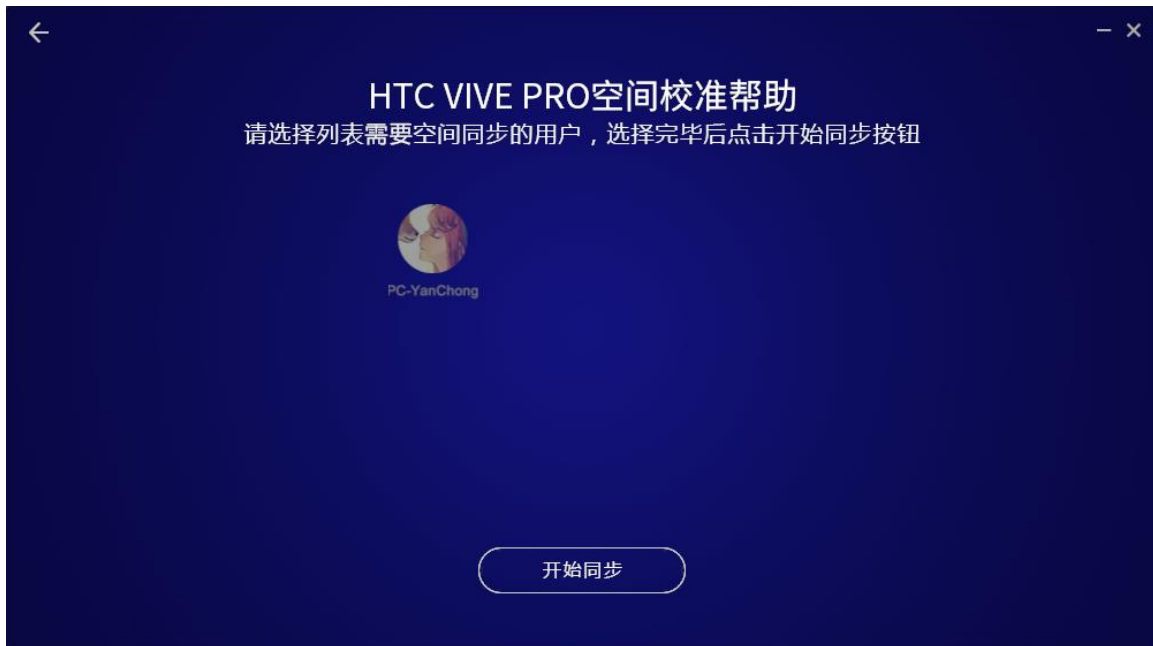 HTC VIVE PRO空间校准帮助
请选择列表需要空间同步的用户，选择完毕后点击开始同步按钮
PC-YanChong
开始同步